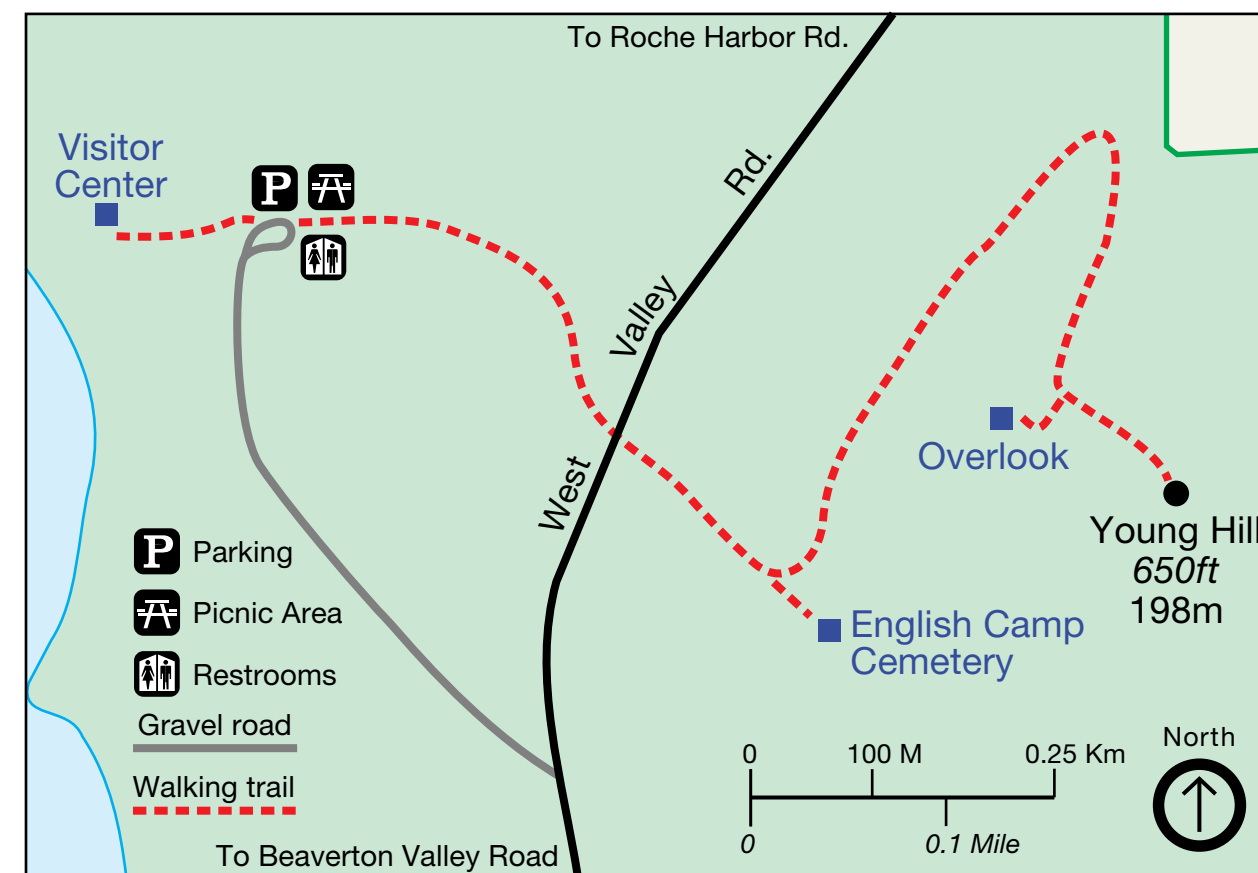 To Roche Harbor Rd.
Visitor
Center
P
Rd.
Valley
West
Overlook
Young Hill
650ft
198m
English Camp
Cemetery
P Parking
Picnic Area
Restrooms
Gravel road
Walking trail
To Beaverton Valley Road
0 100 M 0.25 Km
0 0.1 Mile
North